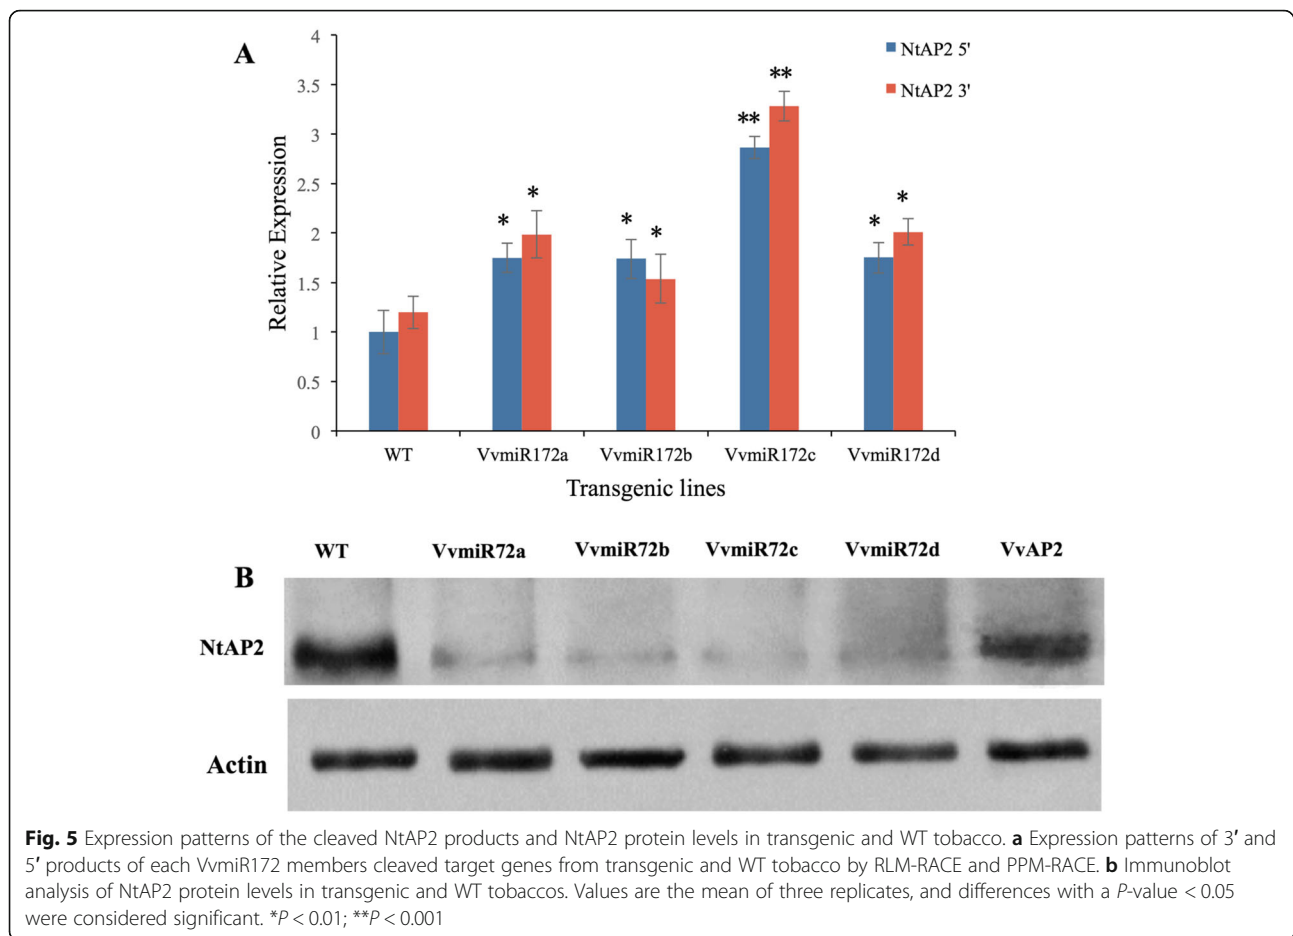 A
4
3.5
3
2.5
2
1.5
1
0.5
0
Relative Expression
NtAP2 5'
NtAP2 3'
* * * * ** ** * *
WT VvmiR172a VvmiR172b VvmiR172c VvmiR172d
Transgenic lines
WT VvmiR72a VvmiR72b VvmiR72c VvmiR72d VvAP2
B
NtAP2
Actin
Fig. 5 Expression patterns of the cleaved NtAP2 products and NtAP2 protein levels in transgenic and WT tobacco. a Expression patterns of 3′ and
5′ products of each VvmiR172 members cleaved target genes from transgenic and WT tobacco by RLM-RACE and PPM-RACE. b Immunoblot
analysis of NtAP2 protein levels in transgenic and WT tobaccos. Values are the mean of three replicates, and differences with a P-value < 0.05
were considered significant. *P < 0.01; **P < 0.001